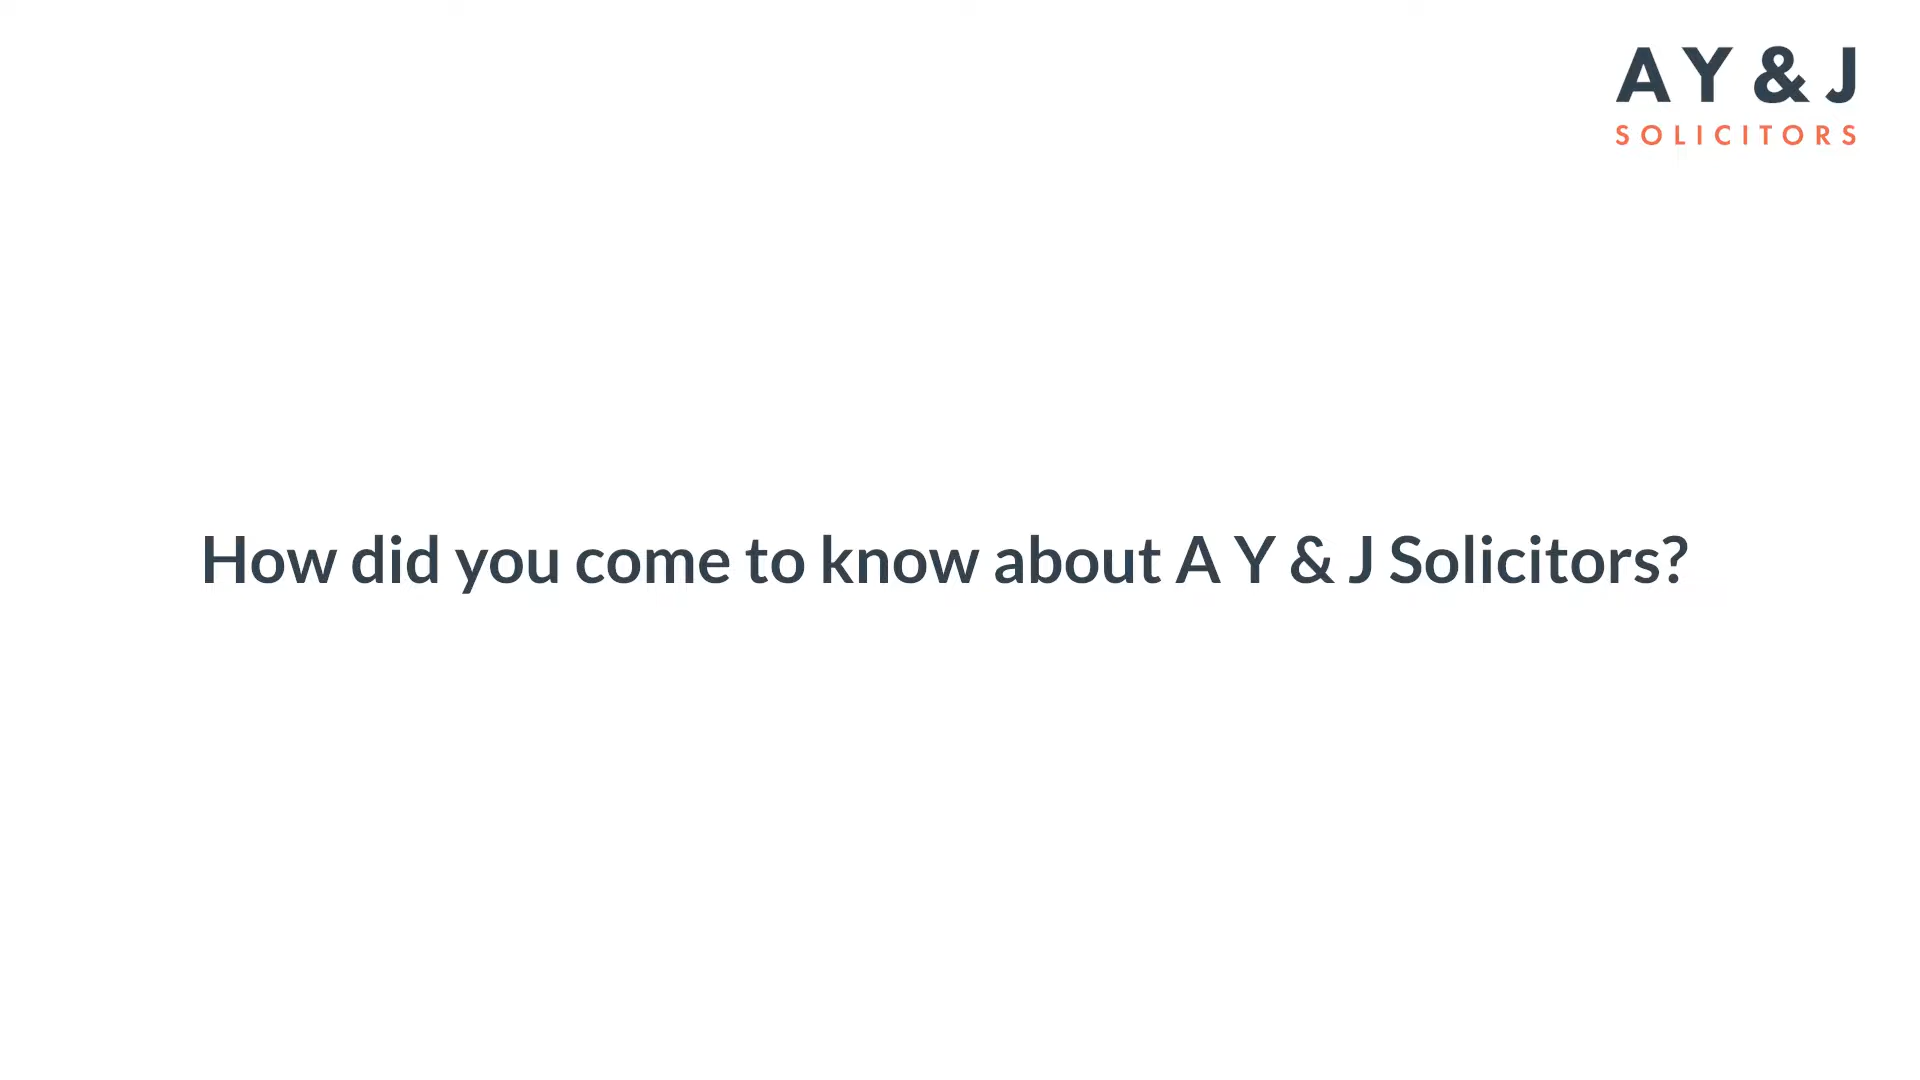 A Y & J
SOLICITORS
How did you come to know about A Y & J Solicitors?